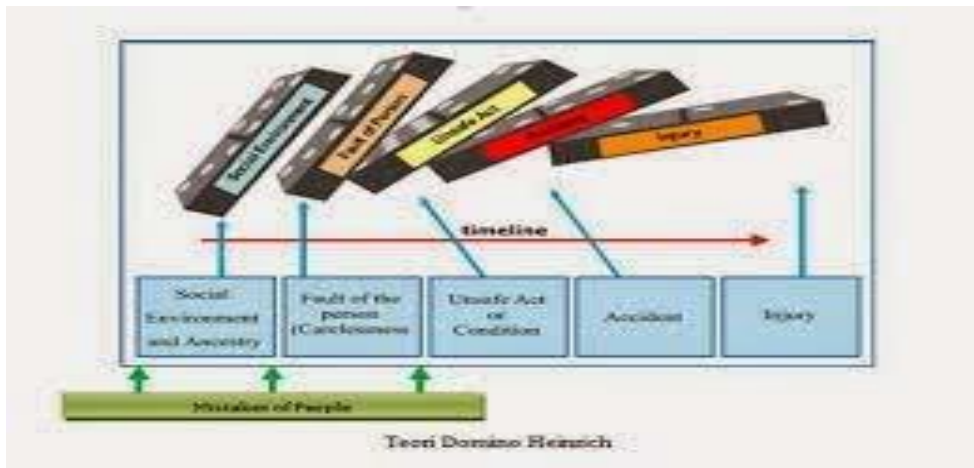 Social Environment
Fault of Person
Unsafe Act
Accident
Injury
timeline
Social
Environment
and Ancestry
Fault of the
person
(Carelessness
Unsafe Act
or
Condition
Accident
Injury
Mistakes of People
Teori Domino Heinrich